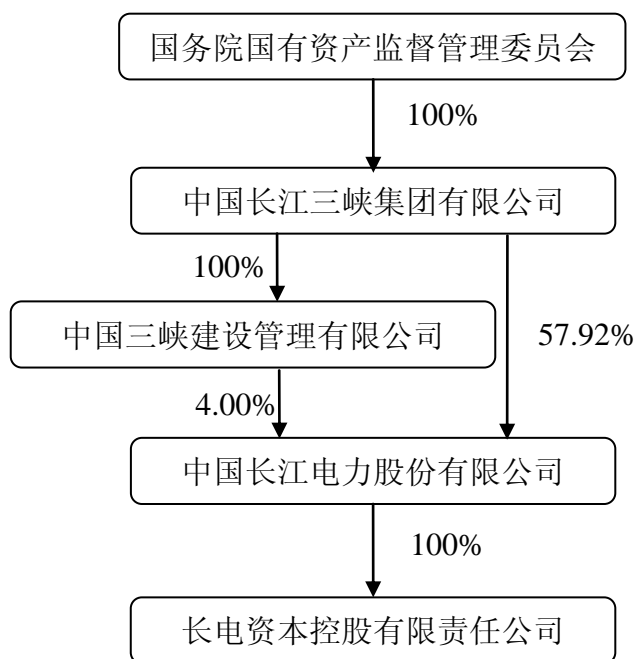 国务院国有资产监督管理委员会
100%
中国长江三峡集团有限公司
100%
中国三峡建设管理有限公司
57.92%
4.00%
中国长江电力股份有限公司
100%
长电资本控股有限责任公司